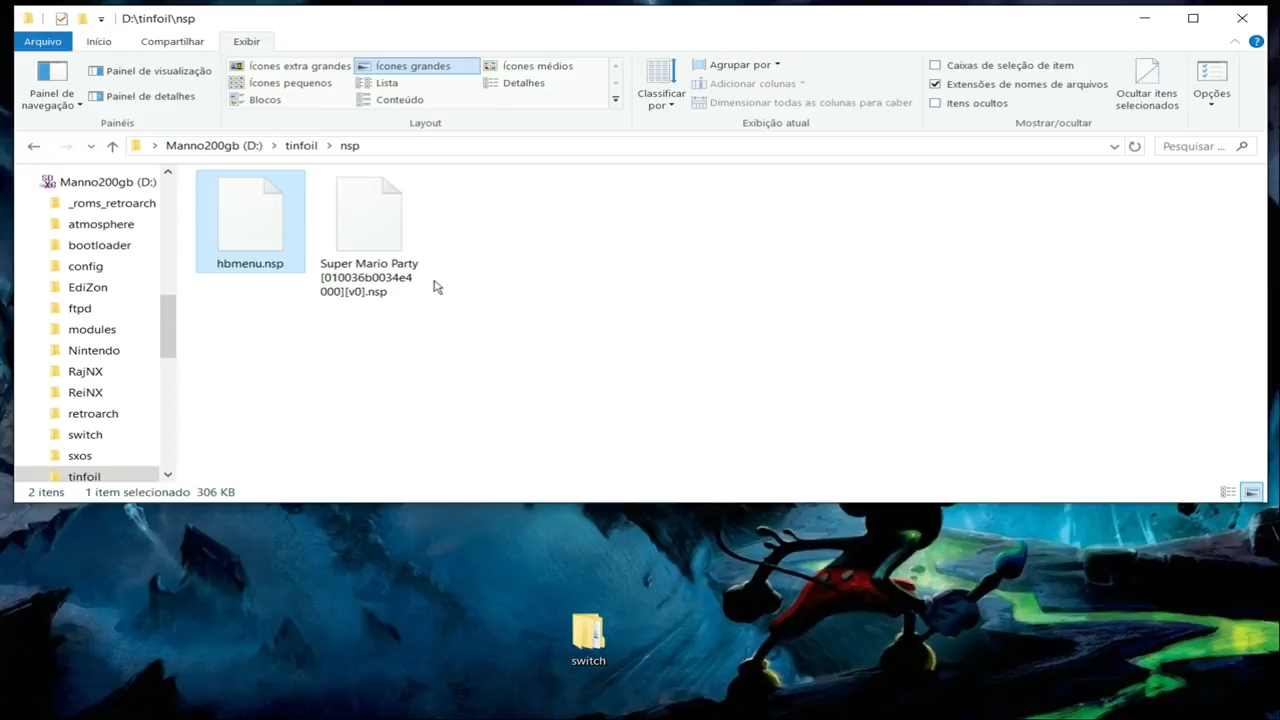 D:\tinfoil\nsp
Arquivo Início Compartilhar Exibir
Painel de navegação
Painel de visualização
Painel de detalhes
Painéis
Ícones extra grandes Ícones grandes Ícones médios
Ícones pequenos Lista Detalhes
Blocos Conteúdo
Layout
Classificar por
Agrupar por
Adicionar colunas
Dimensionar todas as colunas para caber
Exibição atual
Caixas de seleção de item
Extensões de nomes de arquivos
Itens ocultos
Ocultar itens selecionados
Mostrar/ocultar
Opções
Manno200gb (D:) tinfoil nsp
Pesquisar ...
Manno200gb (D:)
_roms_retroarch
atmosphere
bootloader
config
EdiZon
ftpd
modules
Nintendo
RajNX
ReiNX
retroarch
switch
sxos
tinfoil
hbmenu.nsp
Super Mario Party
[010036b0034e4
000][v0].nsp
2 itens 1 item selecionado 306 KB
switch